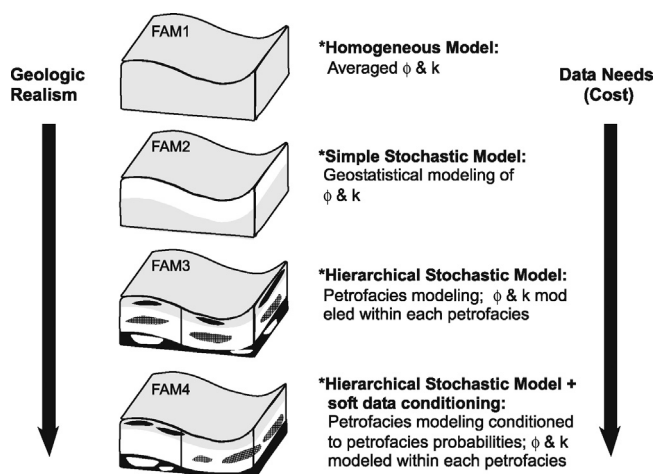 Geologic
Realism
FAM1
*Homogeneous Model:
Averaged ϕ & k
Data Needs
(Cost)
FAM2
*Simple Stochastic Model:
Geostatistical modeling of
ϕ & k
FAM3
*Hierarchical Stochastic Model:
Petrofacies modeling; ϕ & k mod
eled within each petrofacies
FAM4
*Hierarchical Stochastic Model +
soft data conditioning:
Petrofacies modeling conditioned
to petrofacies probabilities; ϕ & k
modeled within each petrofacies